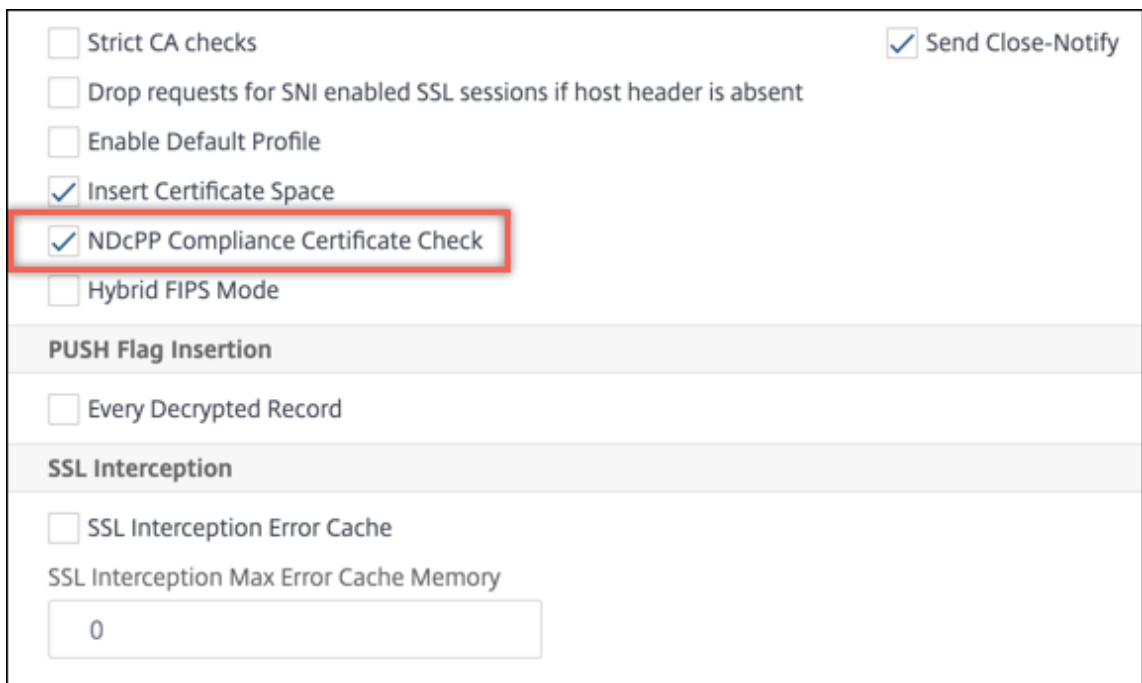 Strict CA checks
Send Close-Notify
Drop requests for SNI enabled SSL sessions if host header is absent
Enable Default Profile
Insert Certificate Space
NDcPP Compliance Certificate Check
Hybrid FIPS Mode
PUSH Flag Insertion
Every Decrypted Record
SSL Interception
SSL Interception Error Cache
SSL Interception Max Error Cache Memory
0